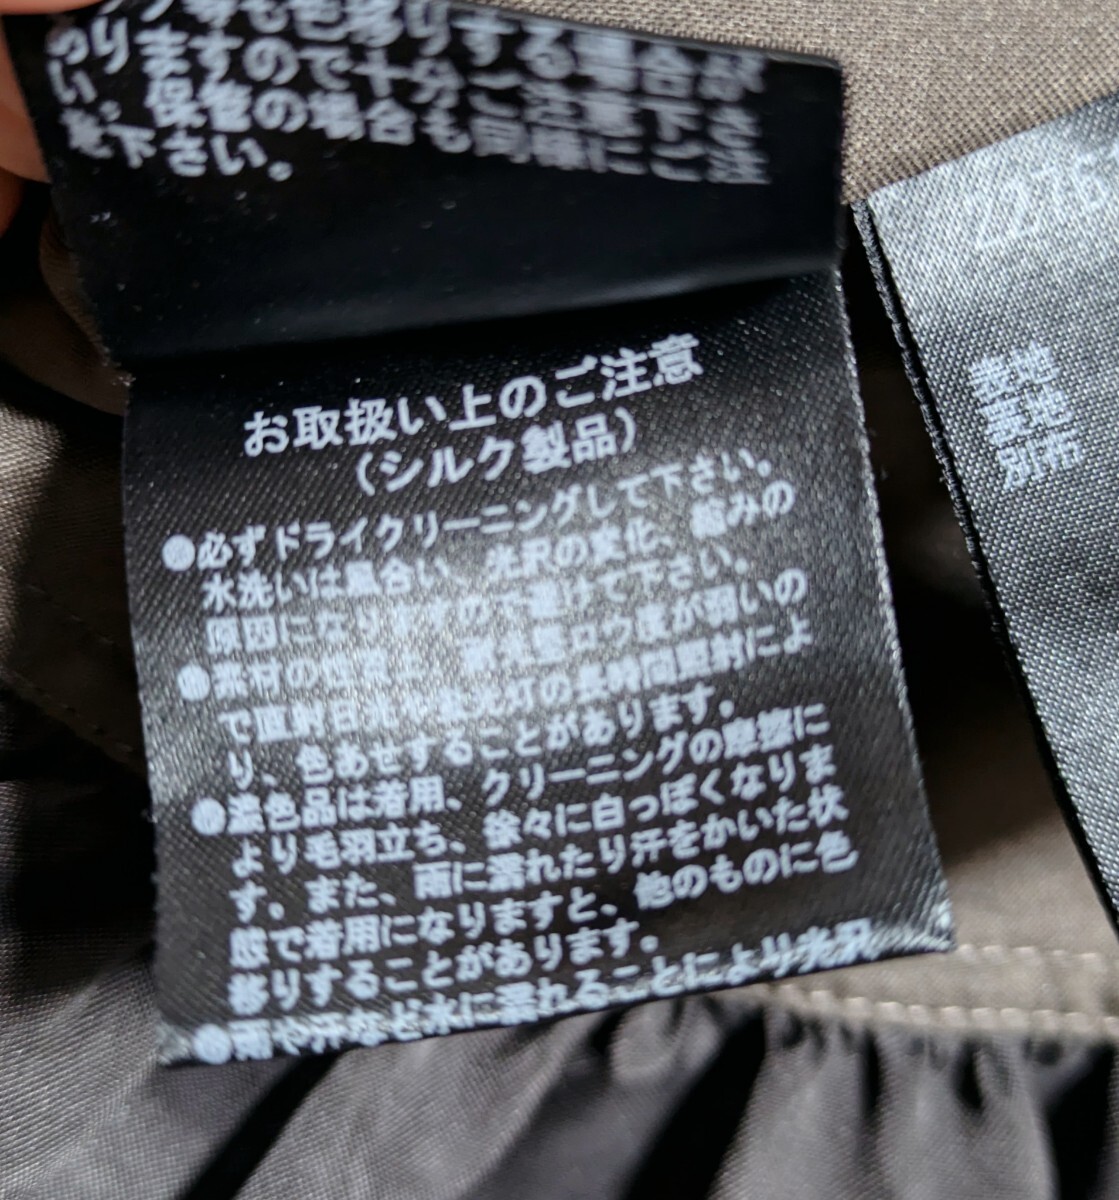 も色移りする場合が
ありますので十分ご注意下さ
い。保管の場合も同様にご注
意下さい。
お取扱い上のご注意
(シルク製品)
●必ずドライクリーニングして下さい。
水洗いは風合い、光沢の変化、縮みの
原因になりますので避けて下さい。
●素材の性質上、耐光堅ロウ度が弱いの
で直射日光や蛍光灯の長時間照射によ
り、色あせすることがあります。
●濃色品は着用、クリーニングの摩擦に
より毛羽立ち、徐々に白っぽくなりま
す。また、雨に濡れたり汗をかいた状
態で着用になりますと、他のものに色
移りすることがあります。
●雨や汗など水に濡れることにより光沢
表地
裏地
別布